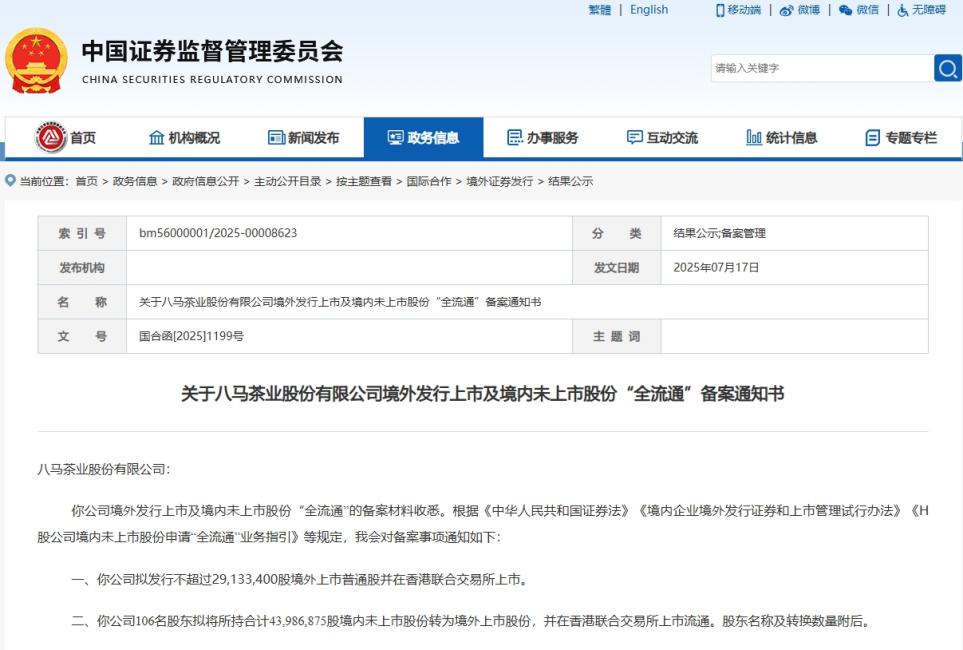 繁體 | English 移动端 | 微博 | 微信 | 无障碍
中国证券监督管理委员会
CHINA SECURITIES REGULATORY COMMISSION
请输入关键字
首页 机构概况 新闻发布 政务信息 办事服务 互动交流 统计信息 专题专栏
当前位置：首页 > 政务信息 > 政府信息公开 > 主动公开目录 > 按主题查看 > 国际合作 > 境外证券发行 > 结果公示
索 引 号 bm56000001/2025-00008623 分 类 结果公示;备案管理
发布机构 发文日期 2025年07月17日
名 称 关于八马茶业股份有限公司境外发行上市及境内未上市股份“全流通”备案通知书
文 号 国合函[2025]1199号 主 题 词
关于八马茶业股份有限公司境外发行上市及境内未上市股份“全流通”备案通知书
八马茶业股份有限公司：
你公司境外发行上市及境内未上市股份“全流通”的备案材料收悉。根据《中华人民共和国证券法》《境内企业境外发行证券和上市管理试行办法》《H
股公司境内未上市股份申请“全流通”业务指引》等规定，我会对备案事项通知如下：
一、你公司拟发行不超过29,133,400股境外上市普通股并在香港联合交易所上市。
二、你公司106名股东拟将所持合计43,986,875股境内未上市股份转为境外上市股份，并在香港联合交易所上市流通。股东名称及转换数量附后。